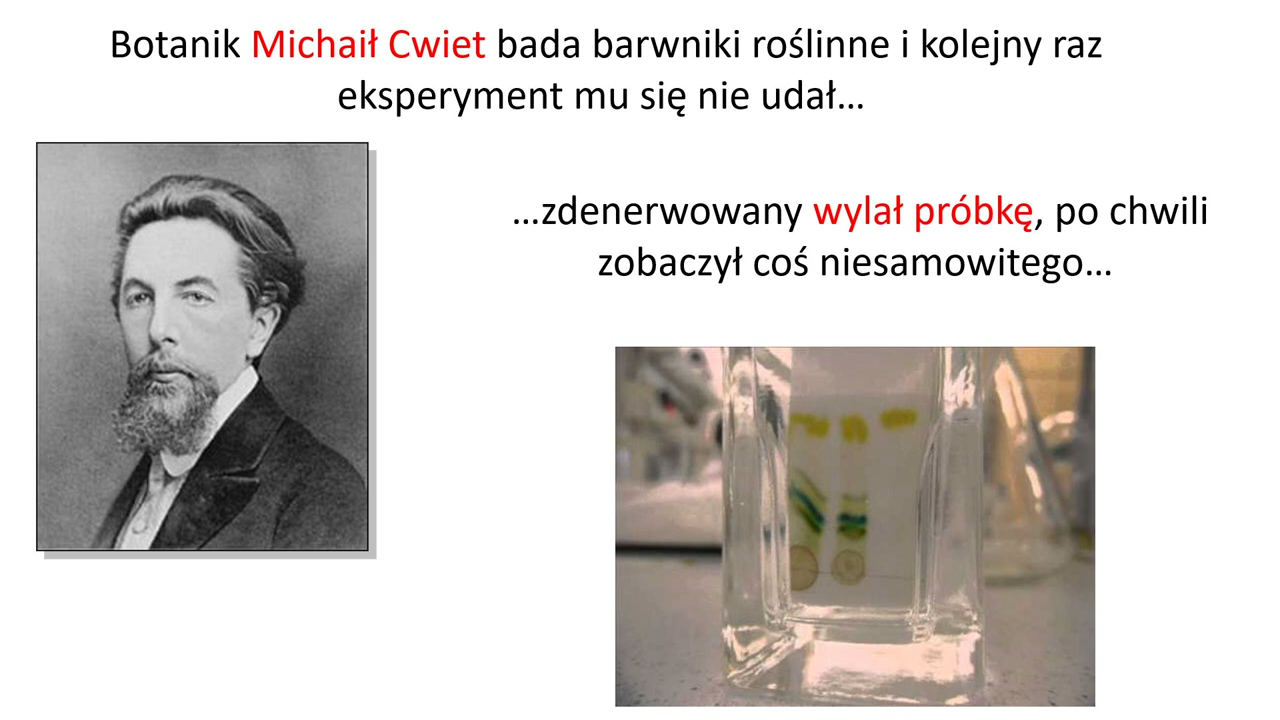 Botanik Michaił Cwiet bada barwniki roślinne i kolejny raz
eksperyment mu się nie udał…
…zdenerwowany wylał próbkę, po chwili
zobaczył coś niesamowitego…